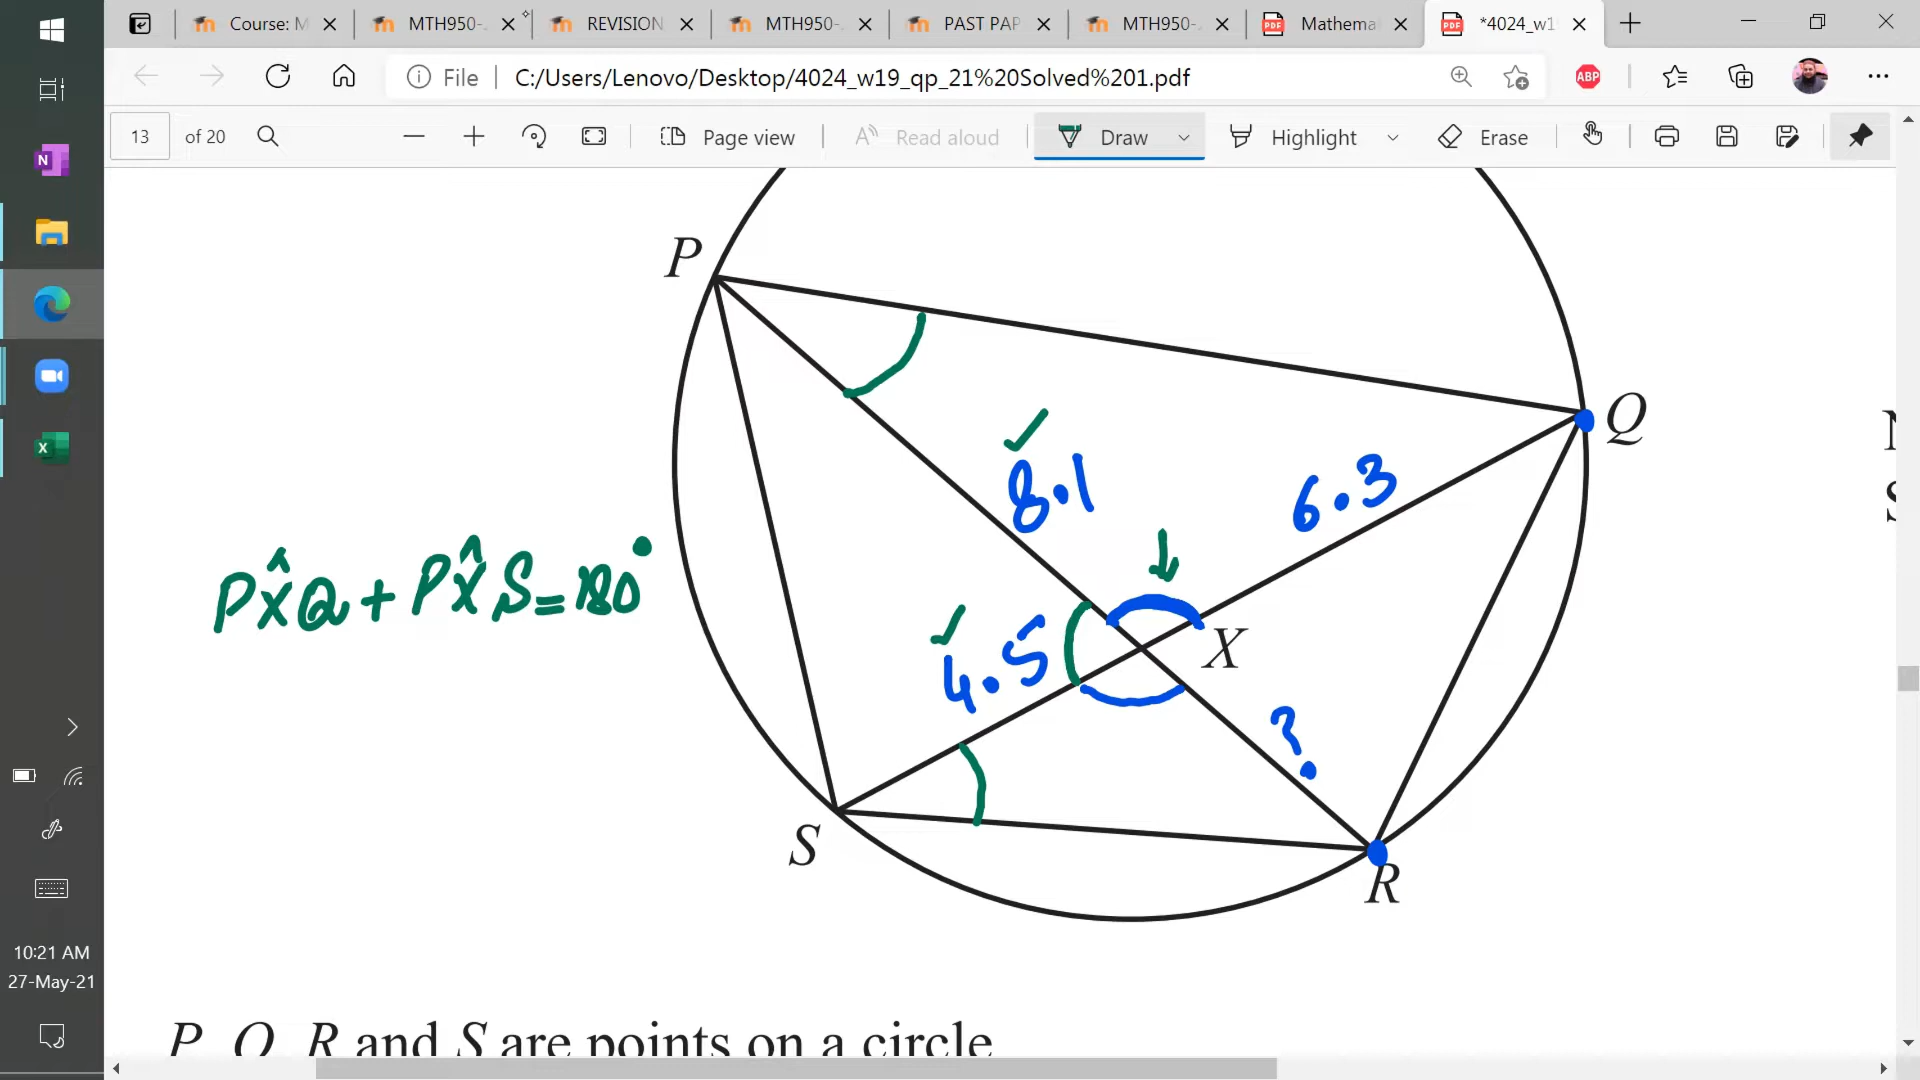 Course: M
MTH950-
REVISION
MTH950-
PAST PAP
MTH950-
Mathema
*4024_w1
File
C:/Users/Lenovo/Desktop/4024_w19_qp_21%20Solved%201.pdf
ABP
13 of 20
Page view
Read aloud
Draw
Highlight
Erase
P
Q
8.1
6.3
PX̂Q + PX̂S = 180°
4.5
X
?
S
R
10:21 AM
27-May-21
P, Q, R and S are points on a circle